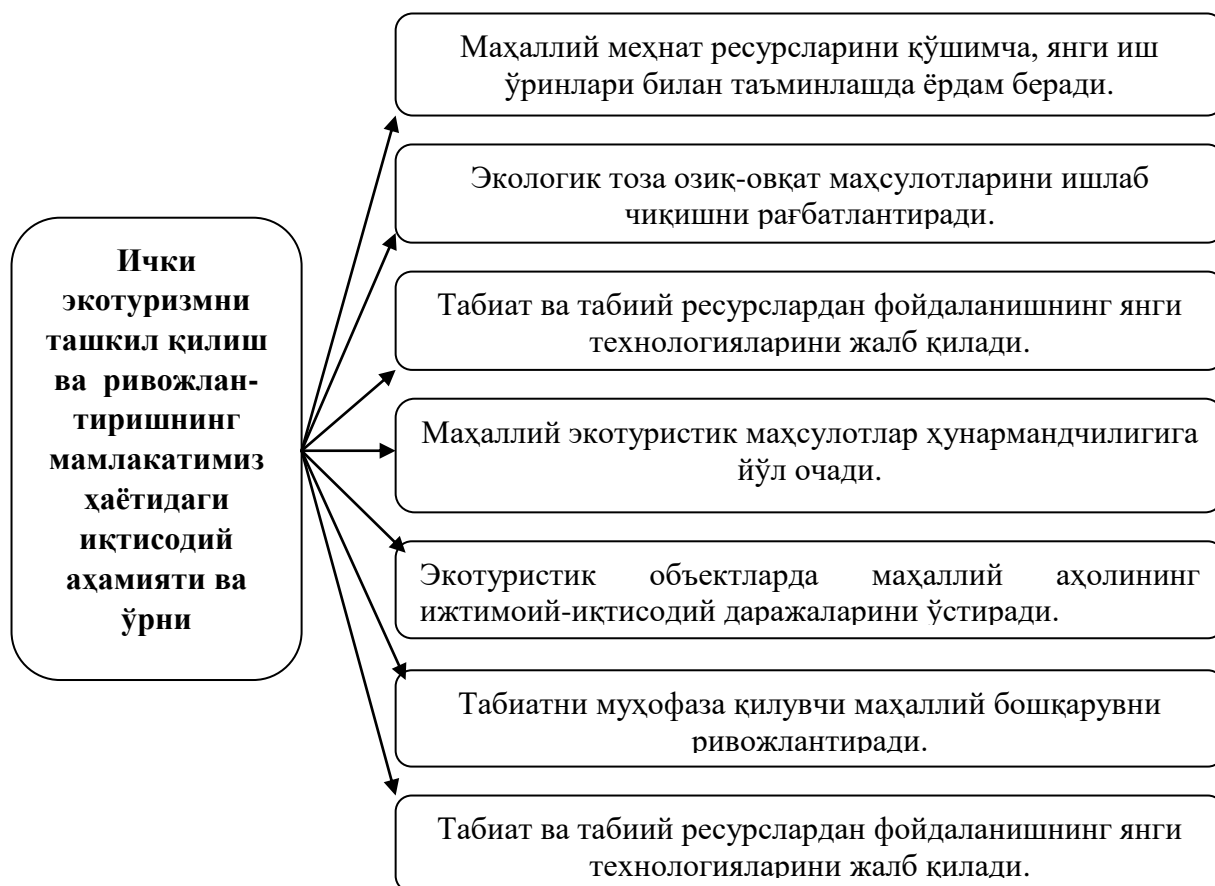 Ички
экотуризмни
ташкил қилиш
ва ривожлан-
тиришнинг
мамлакатимиз
ҳаётидаги
иқтисодий
аҳамияти ва
ўрни
Маҳаллий меҳнат ресурсларини қўшимча, янги иш
ўринлари билан таъминлашда ёрдам беради.
Экологик тоза озиқ-овқат маҳсулотларини ишлаб
чиқишни рағбатлантиради.
Табиат ва табиий ресурслардан фойдаланишнинг янги
технологияларини жалб қилади.
Маҳаллий экотуристик маҳсулотлар ҳунармандчилигига
йўл очади.
Экотуристик объектларда маҳаллий аҳолининг
ижтимоий-иқтисодий даражаларини ўстиради.
Табиатни муҳофаза қилувчи маҳаллий бошқарувни
ривожлантиради.
Табиат ва табиий ресурслардан фойдаланишнинг янги
технологияларини жалб қилади.